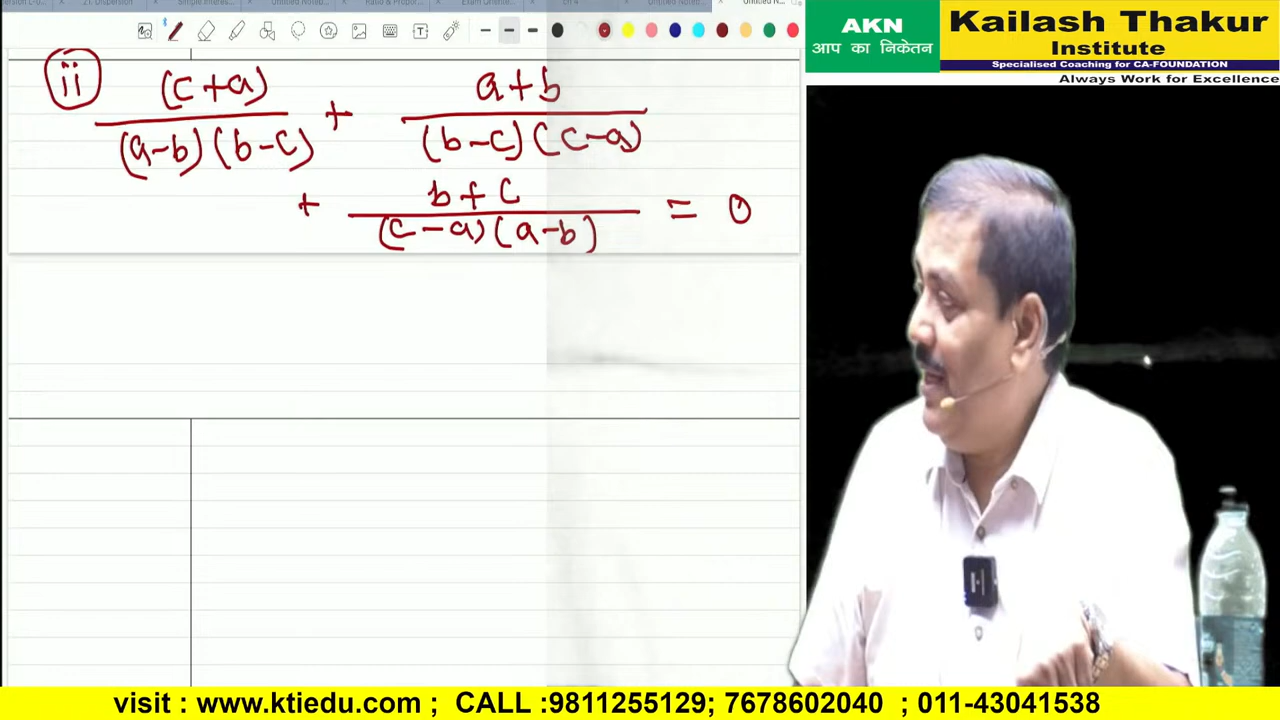 AKN
आप का निकेतन
Kailash Thakur
Institute
Specialised Coaching for CA-FOUNDATION
Always Work for Excellence
ii (c+a)/(a-b)(b-c) + a+b/(b-c)(c-a)
+ b+c/(c-a)(a-b) = 0
visit : www.ktiedu.com ; CALL :9811255129; 7678602040 ; 011-43041538